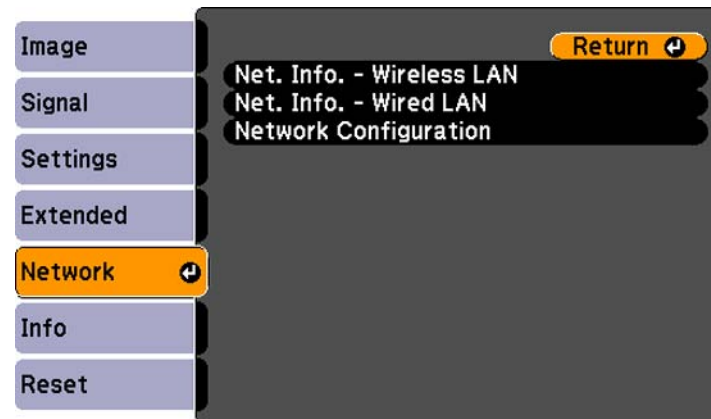 Image
Signal
Settings
Extended
Network
Info
Reset
Return
Net. Info. - Wireless LAN
Net. Info. - Wired LAN
Network Configuration